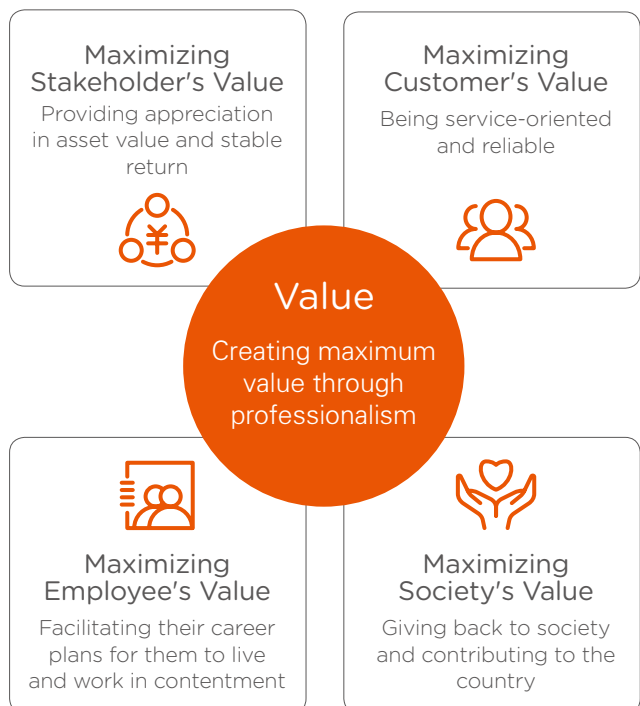 Maximizing
Stakeholder's Value
Providing appreciation
in asset value and stable
return
¥
Maximizing
Customer's Value
Being service-oriented
and reliable
Value
Creating maximum
value through
professionalism
Maximizing
Employee's Value
Facilitating their career
plans for them to live
and work in contentment
Maximizing
Society's Value
Giving back to society
and contributing to the
country